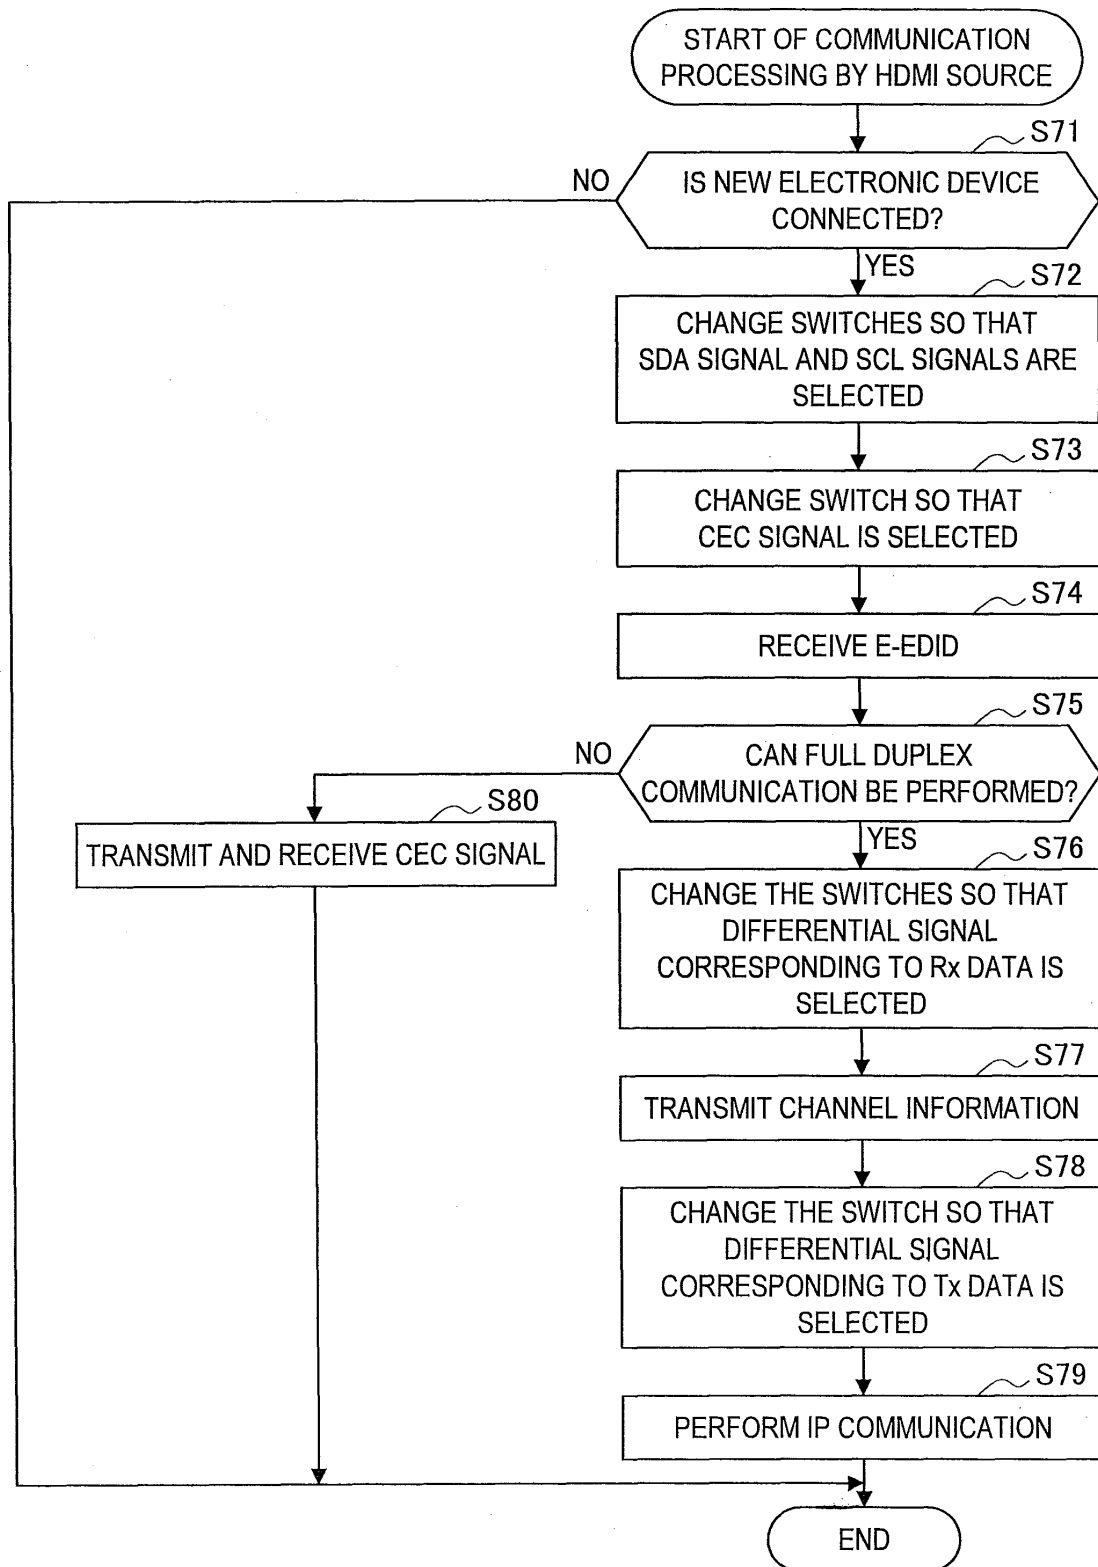 START OF COMMUNICATION
PROCESSING BY HDMI SOURCE
S71
IS NEW ELECTRONIC DEVICE
CONNECTED?
NO
YES
S72
CHANGE SWITCHES SO THAT
SDA SIGNAL AND SCL SIGNALS ARE
SELECTED
S73
CHANGE SWITCH SO THAT
CEC SIGNAL IS SELECTED
S74
RECEIVE E-EDID
S75
CAN FULL DUPLEX
COMMUNICATION BE PERFORMED?
NO
YES
S80
TRANSMIT AND RECEIVE CEC SIGNAL
S76
CHANGE THE SWITCHES SO THAT
DIFFERENTIAL SIGNAL
CORRESPONDING TO Rx DATA IS
SELECTED
S77
TRANSMIT CHANNEL INFORMATION
S78
CHANGE THE SWITCH SO THAT
DIFFERENTIAL SIGNAL
CORRESPONDING TO Tx DATA IS
SELECTED
S79
PERFORM IP COMMUNICATION
END